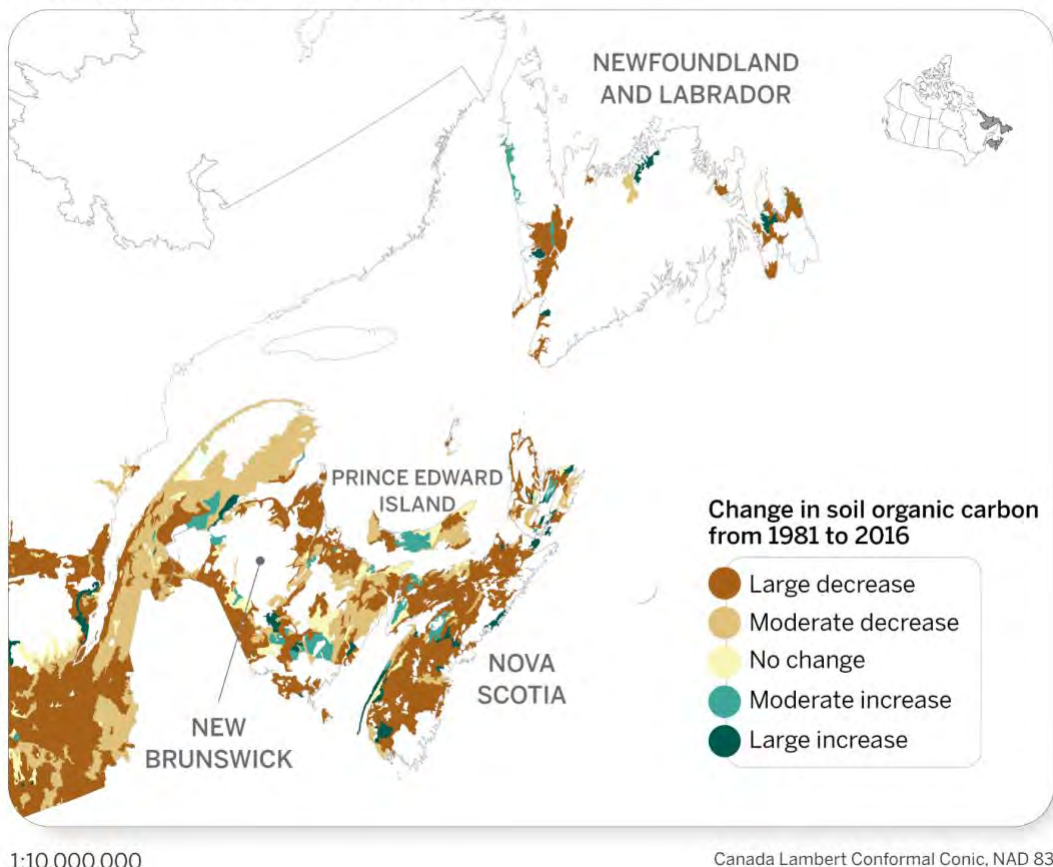 NEWFOUNDLAND
AND LABRADOR
PRINCE EDWARD
ISLAND
NOVA
SCOTIA
NEW
BRUNSWICK
Change in soil organic carbon
from 1981 to 2016
Large decrease
Moderate decrease
No change
Moderate increase
Large increase
1:10 000 000
Canada Lambert Conformal Conic, NAD 83